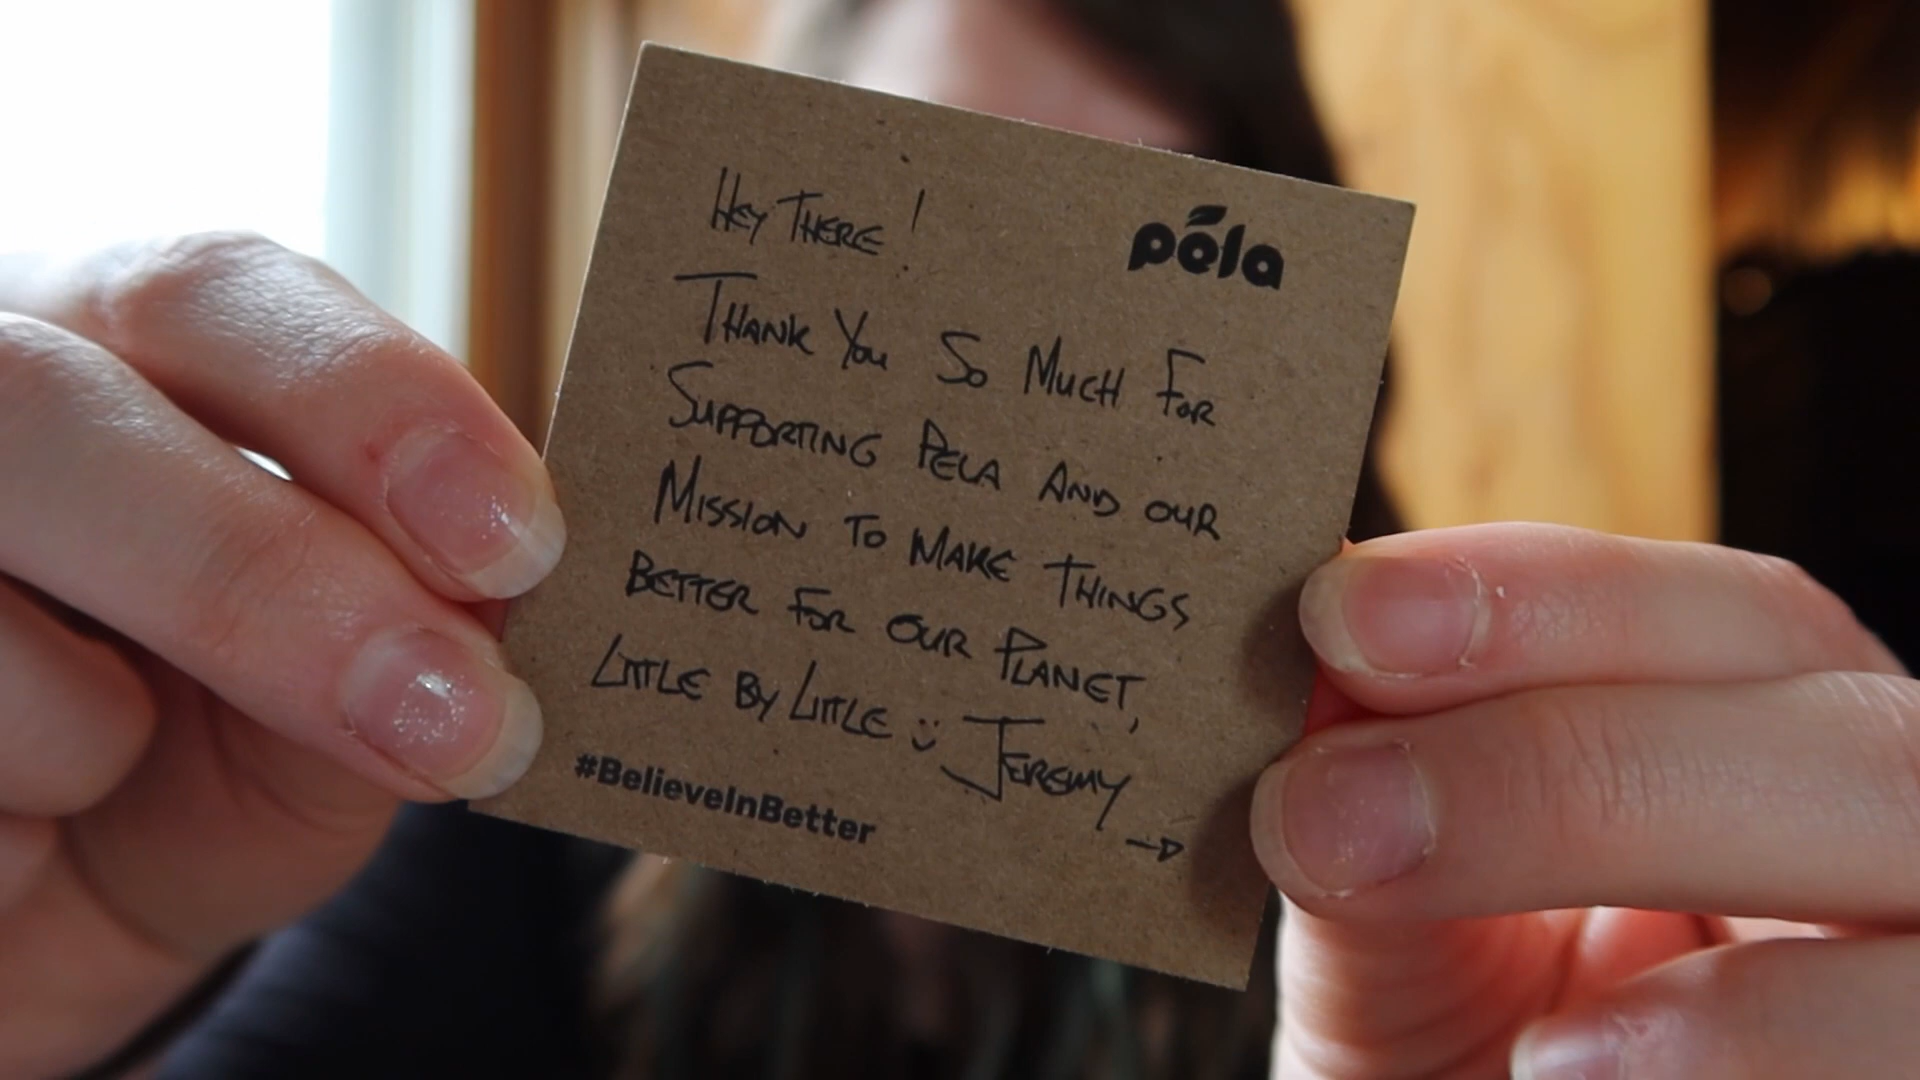 Hey There!
pela
Thank You So Much For
Supporting Pela And our
Mission To Make Things
Better For Our Planet,
Little By Little Jeremy
#BelieveInBetter